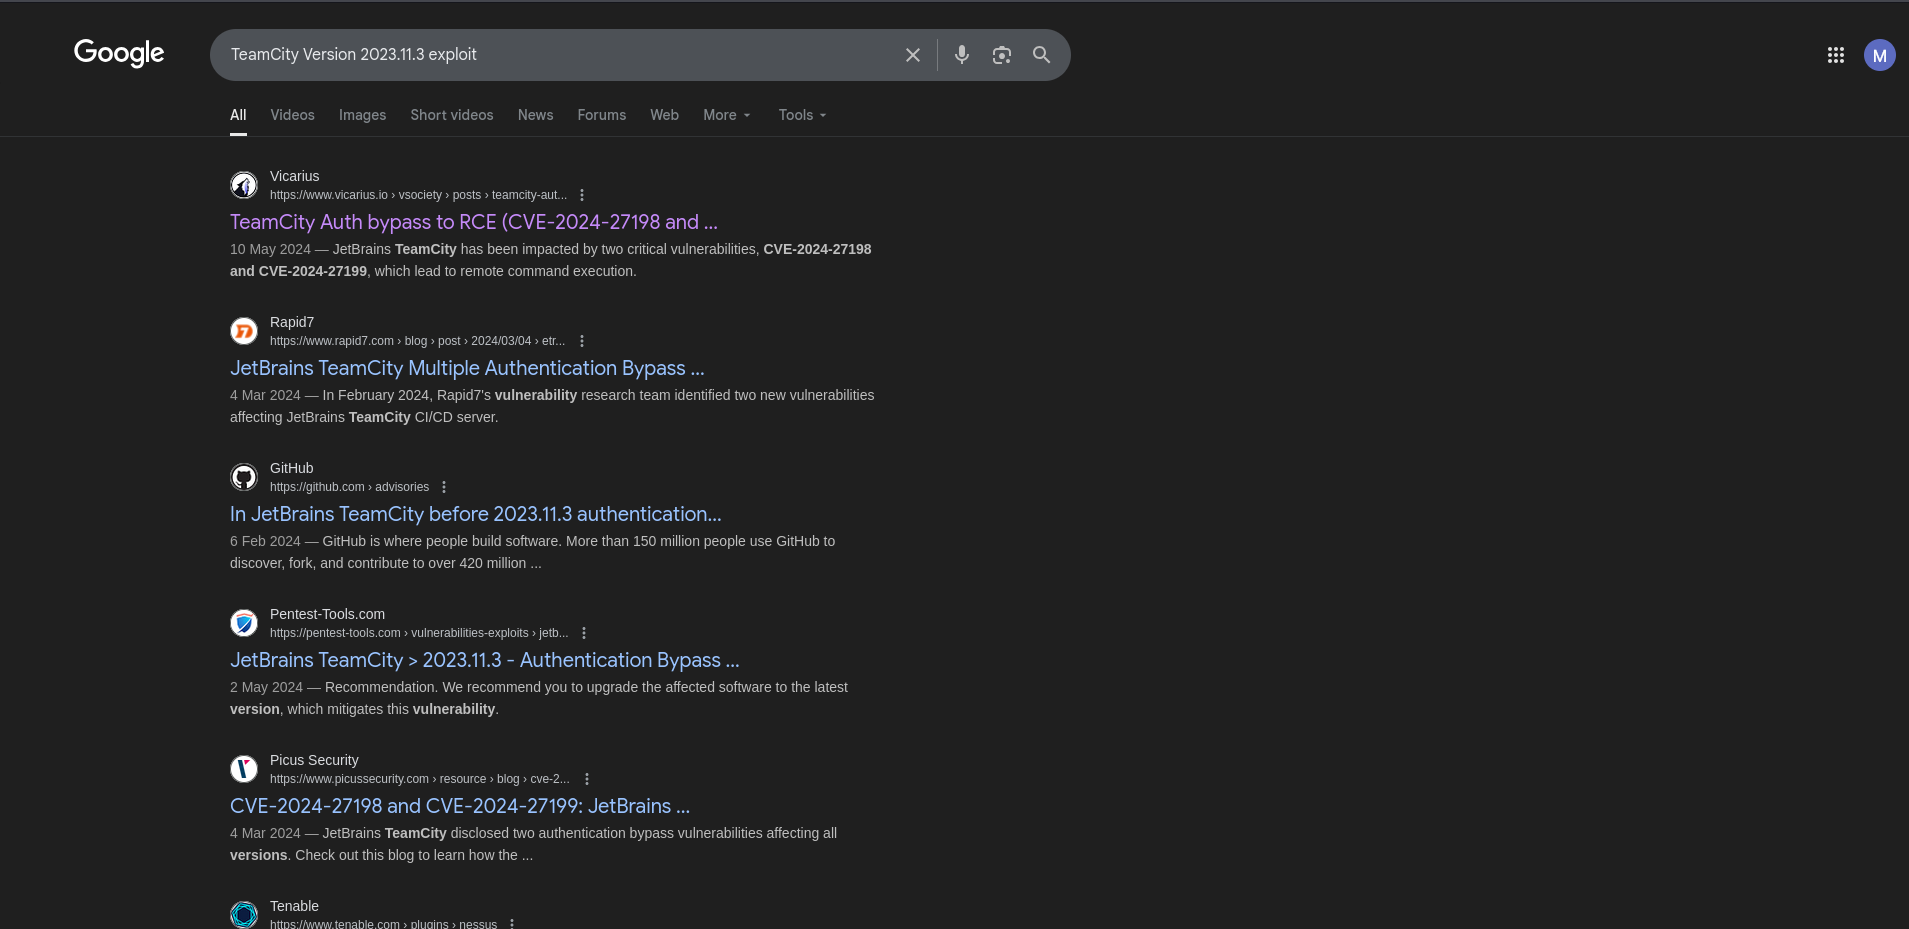 Google
TeamCity Version 2023.11.3 exploit
M
All Videos Images Short videos News Forums Web More Tools
Vicarius
https://www.vicarius.io › vsociety › posts › teamcity-aut...
TeamCity Auth bypass to RCE (CVE-2024-27198 and ...
10 May 2024 — JetBrains TeamCity has been impacted by two critical vulnerabilities, CVE-2024-27198
and CVE-2024-27199, which lead to remote command execution.
Rapid7
https://www.rapid7.com › blog › post › 2024/03/04 › etr...
JetBrains TeamCity Multiple Authentication Bypass ...
4 Mar 2024 — In February 2024, Rapid7's vulnerability research team identified two new vulnerabilities
affecting JetBrains TeamCity CI/CD server.
GitHub
https://github.com › advisories
In JetBrains TeamCity before 2023.11.3 authentication...
6 Feb 2024 — GitHub is where people build software. More than 150 million people use GitHub to
discover, fork, and contribute to over 420 million ...
Pentest-Tools.com
https://pentest-tools.com › vulnerabilities-exploits › jetb...
JetBrains TeamCity > 2023.11.3 - Authentication Bypass ...
2 May 2024 — Recommendation. We recommend you to upgrade the affected software to the latest
version, which mitigates this vulnerability.
Picus Security
https://www.picussecurity.com › resource › blog › cve-2...
CVE-2024-27198 and CVE-2024-27199: JetBrains ...
4 Mar 2024 — JetBrains TeamCity disclosed two authentication bypass vulnerabilities affecting all
versions. Check out this blog to learn how the ...
Tenable
https://www.tenable.com › plugins › nessus